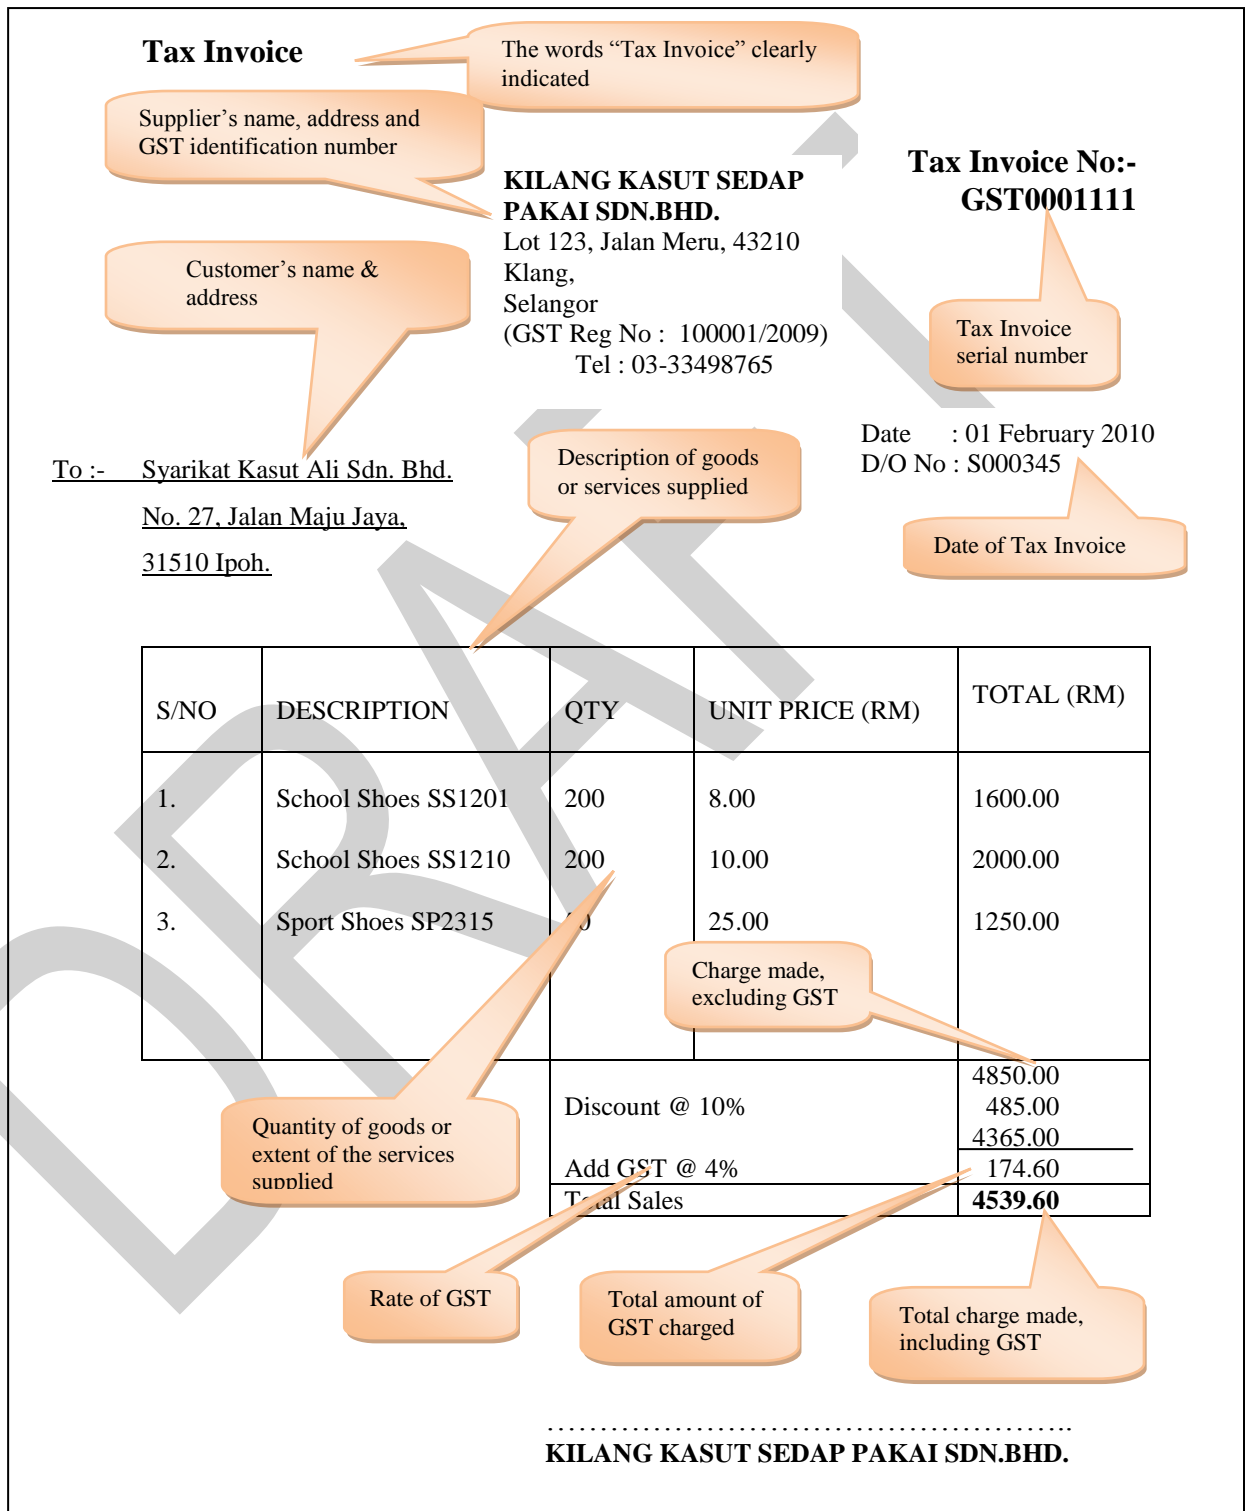 Tax Invoice
The words “Tax Invoice” clearly
indicated
Supplier’s name, address and
GST identification number
Tax Invoice No:-
GST0001111
KILANG KASUT SEDAP
PAKAI SDN.BHD.
Lot 123, Jalan Meru, 43210
Klang,
Selangor
(GST Reg No : 100001/2009)
Tel : 03-33498765
Customer’s name &
address
Tax Invoice
serial number
Date : 01 February 2010
D/O No : S000345
To :- Syarikat Kasut Ali Sdn. Bhd.
No. 27, Jalan Maju Jaya,
31510 Ipoh.
Description of goods
or services supplied
Date of Tax Invoice
S/NO DESCRIPTION QTY UNIT PRICE (RM) TOTAL (RM)
1. School Shoes SS1201 200 8.00 1600.00
2. School Shoes SS1210 200 10.00 2000.00
3. Sport Shoes SP2315 25.00 1250.00
Charge made,
excluding GST
4850.00
Discount @ 10% 485.00
4365.00
Add GST @ 4% 174.60
Total Sales 4539.60
Quantity of goods or
extent of the services
supplied
Rate of GST
Total amount of
GST charged
Total charge made,
including GST
………………………………………….
KILANG KASUT SEDAP PAKAI SDN.BHD.
DRAFT